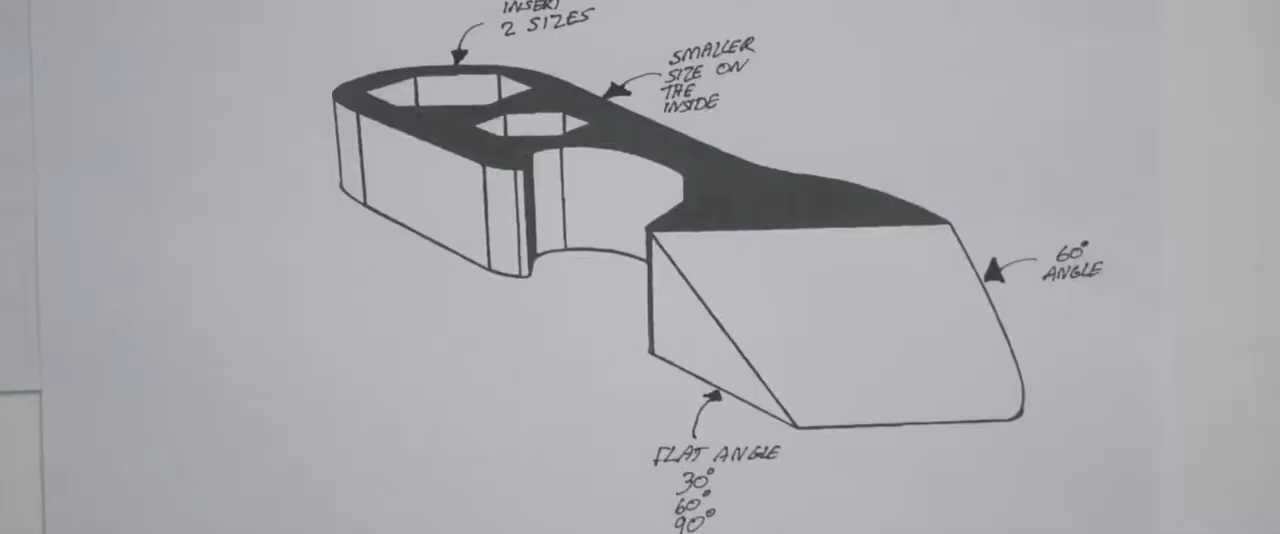 INSERT
2 SIZES
SMALLER
SIZE ON
THE
INSIDE
60°
ANGLE
FLAT ANGLE
30°
60°
90°